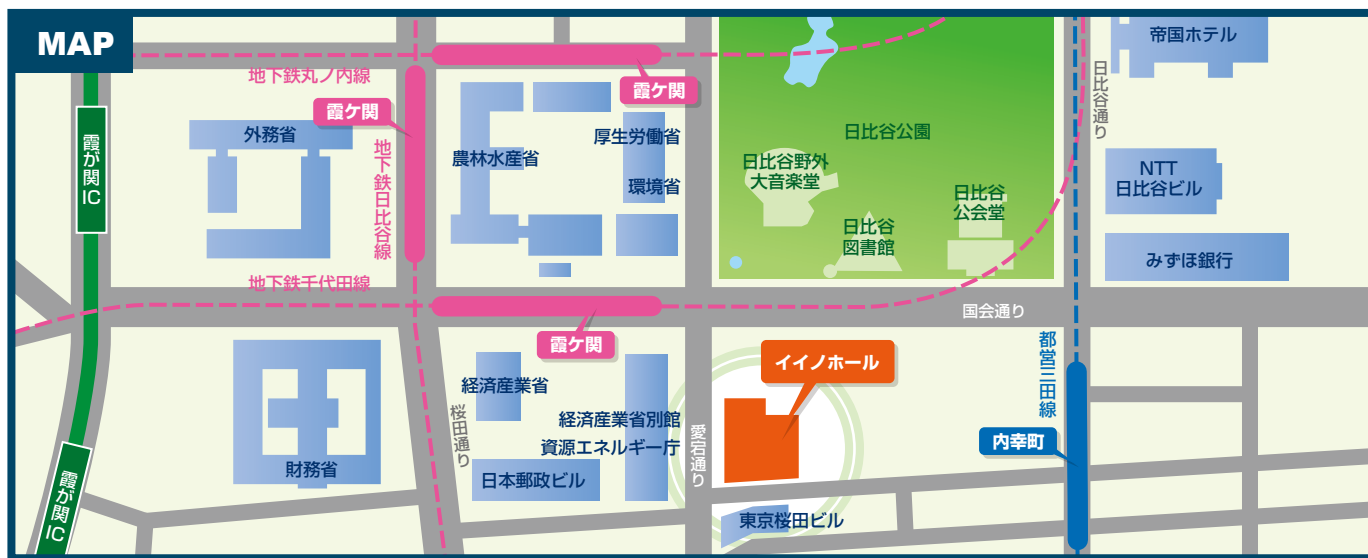 MAP
地下鉄丸ノ内線
霞ケ関
霞ケ関
帝国ホテル
日比谷通り
霞が関IC
外務省
地下鉄日比谷線
農林水産省
厚生労働省
環境省
日比谷公園
日比谷野外
大音楽堂
日比谷
図書館
日比谷
公会堂
NTT
日比谷ビル
みずほ銀行
地下鉄千代田線
国会通り
霞ケ関
イイノホール
都営三田線
経済産業省
桜田通り
経済産業省別館
資源エネルギー庁
愛宕通り
内幸町
財務省
日本郵政ビル
霞が関IC
東京桜田ビル